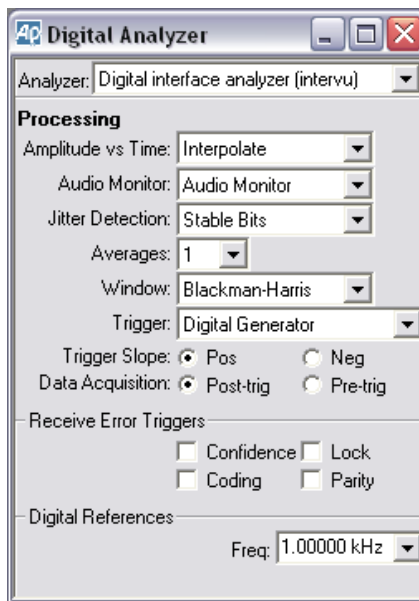 Ap Digital Analyzer
Analyzer: Digital interface analyzer (intervu)
Processing
Amplitude vs Time: Interpolate
Audio Monitor: Audio Monitor
Jitter Detection: Stable Bits
Averages: 1
Window: Blackman-Harris
Trigger: Digital Generator
Trigger Slope: Pos Neg
Data Acquisition: Post-trig Pre-trig
Receive Error Triggers
Confidence Lock
Coding Parity
Digital References
Freq: 1.00000 kHz